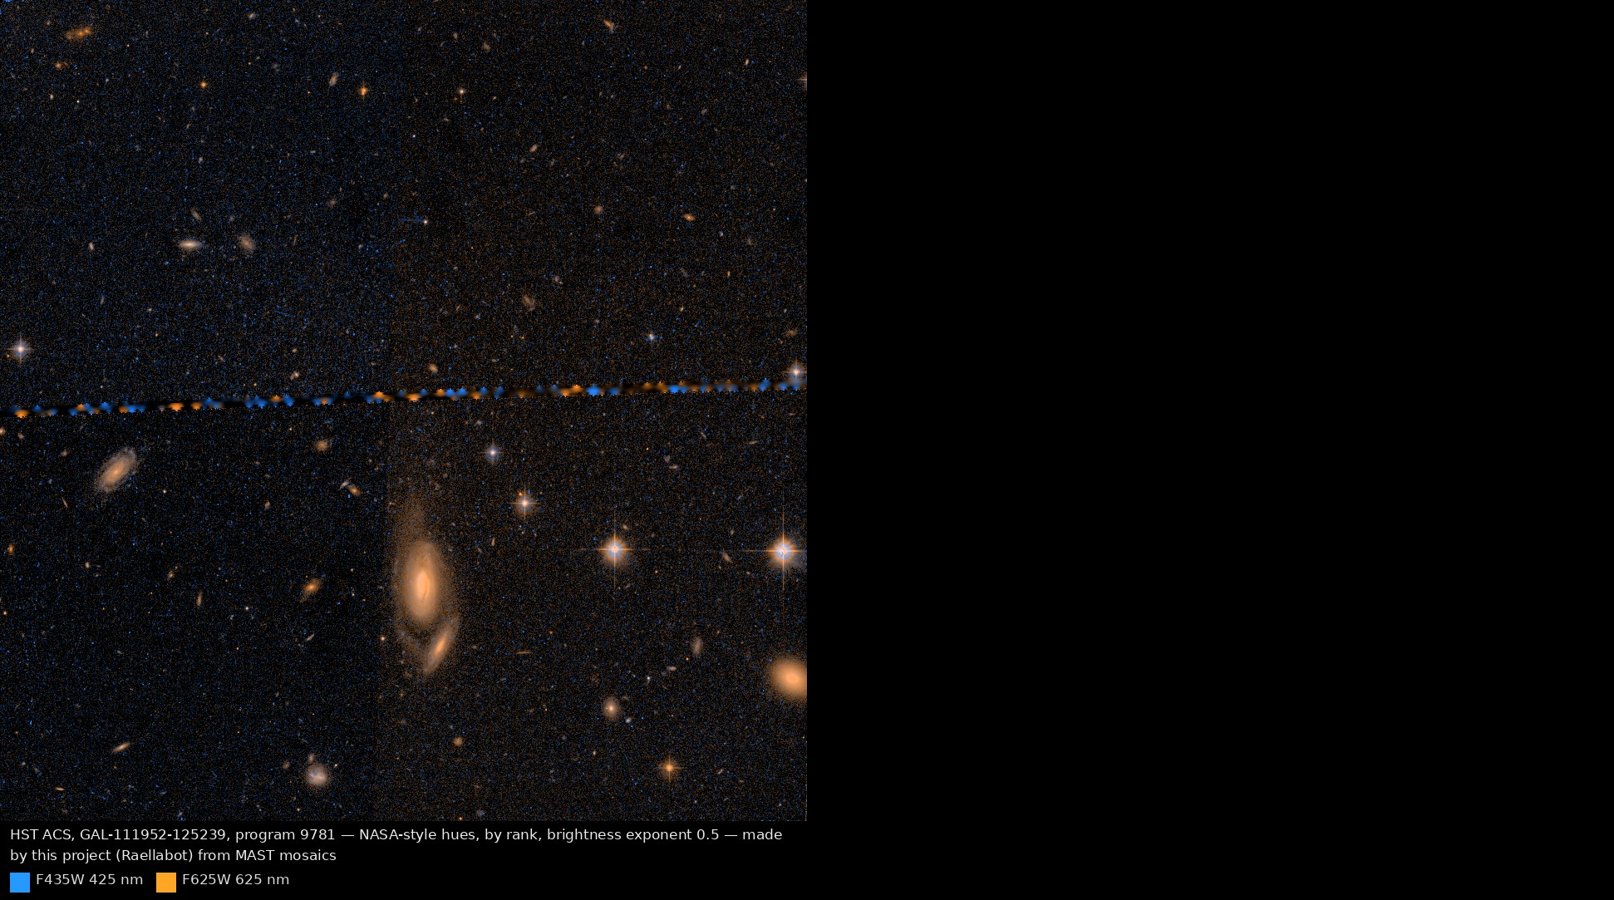 HST ACS, GAL-111952-125239, program 9781 — NASA-style hues, by rank, brightness exponent 0.5 — made
by this project (Raellabot) from MAST mosaics
F435W 425 nm F625W 625 nm